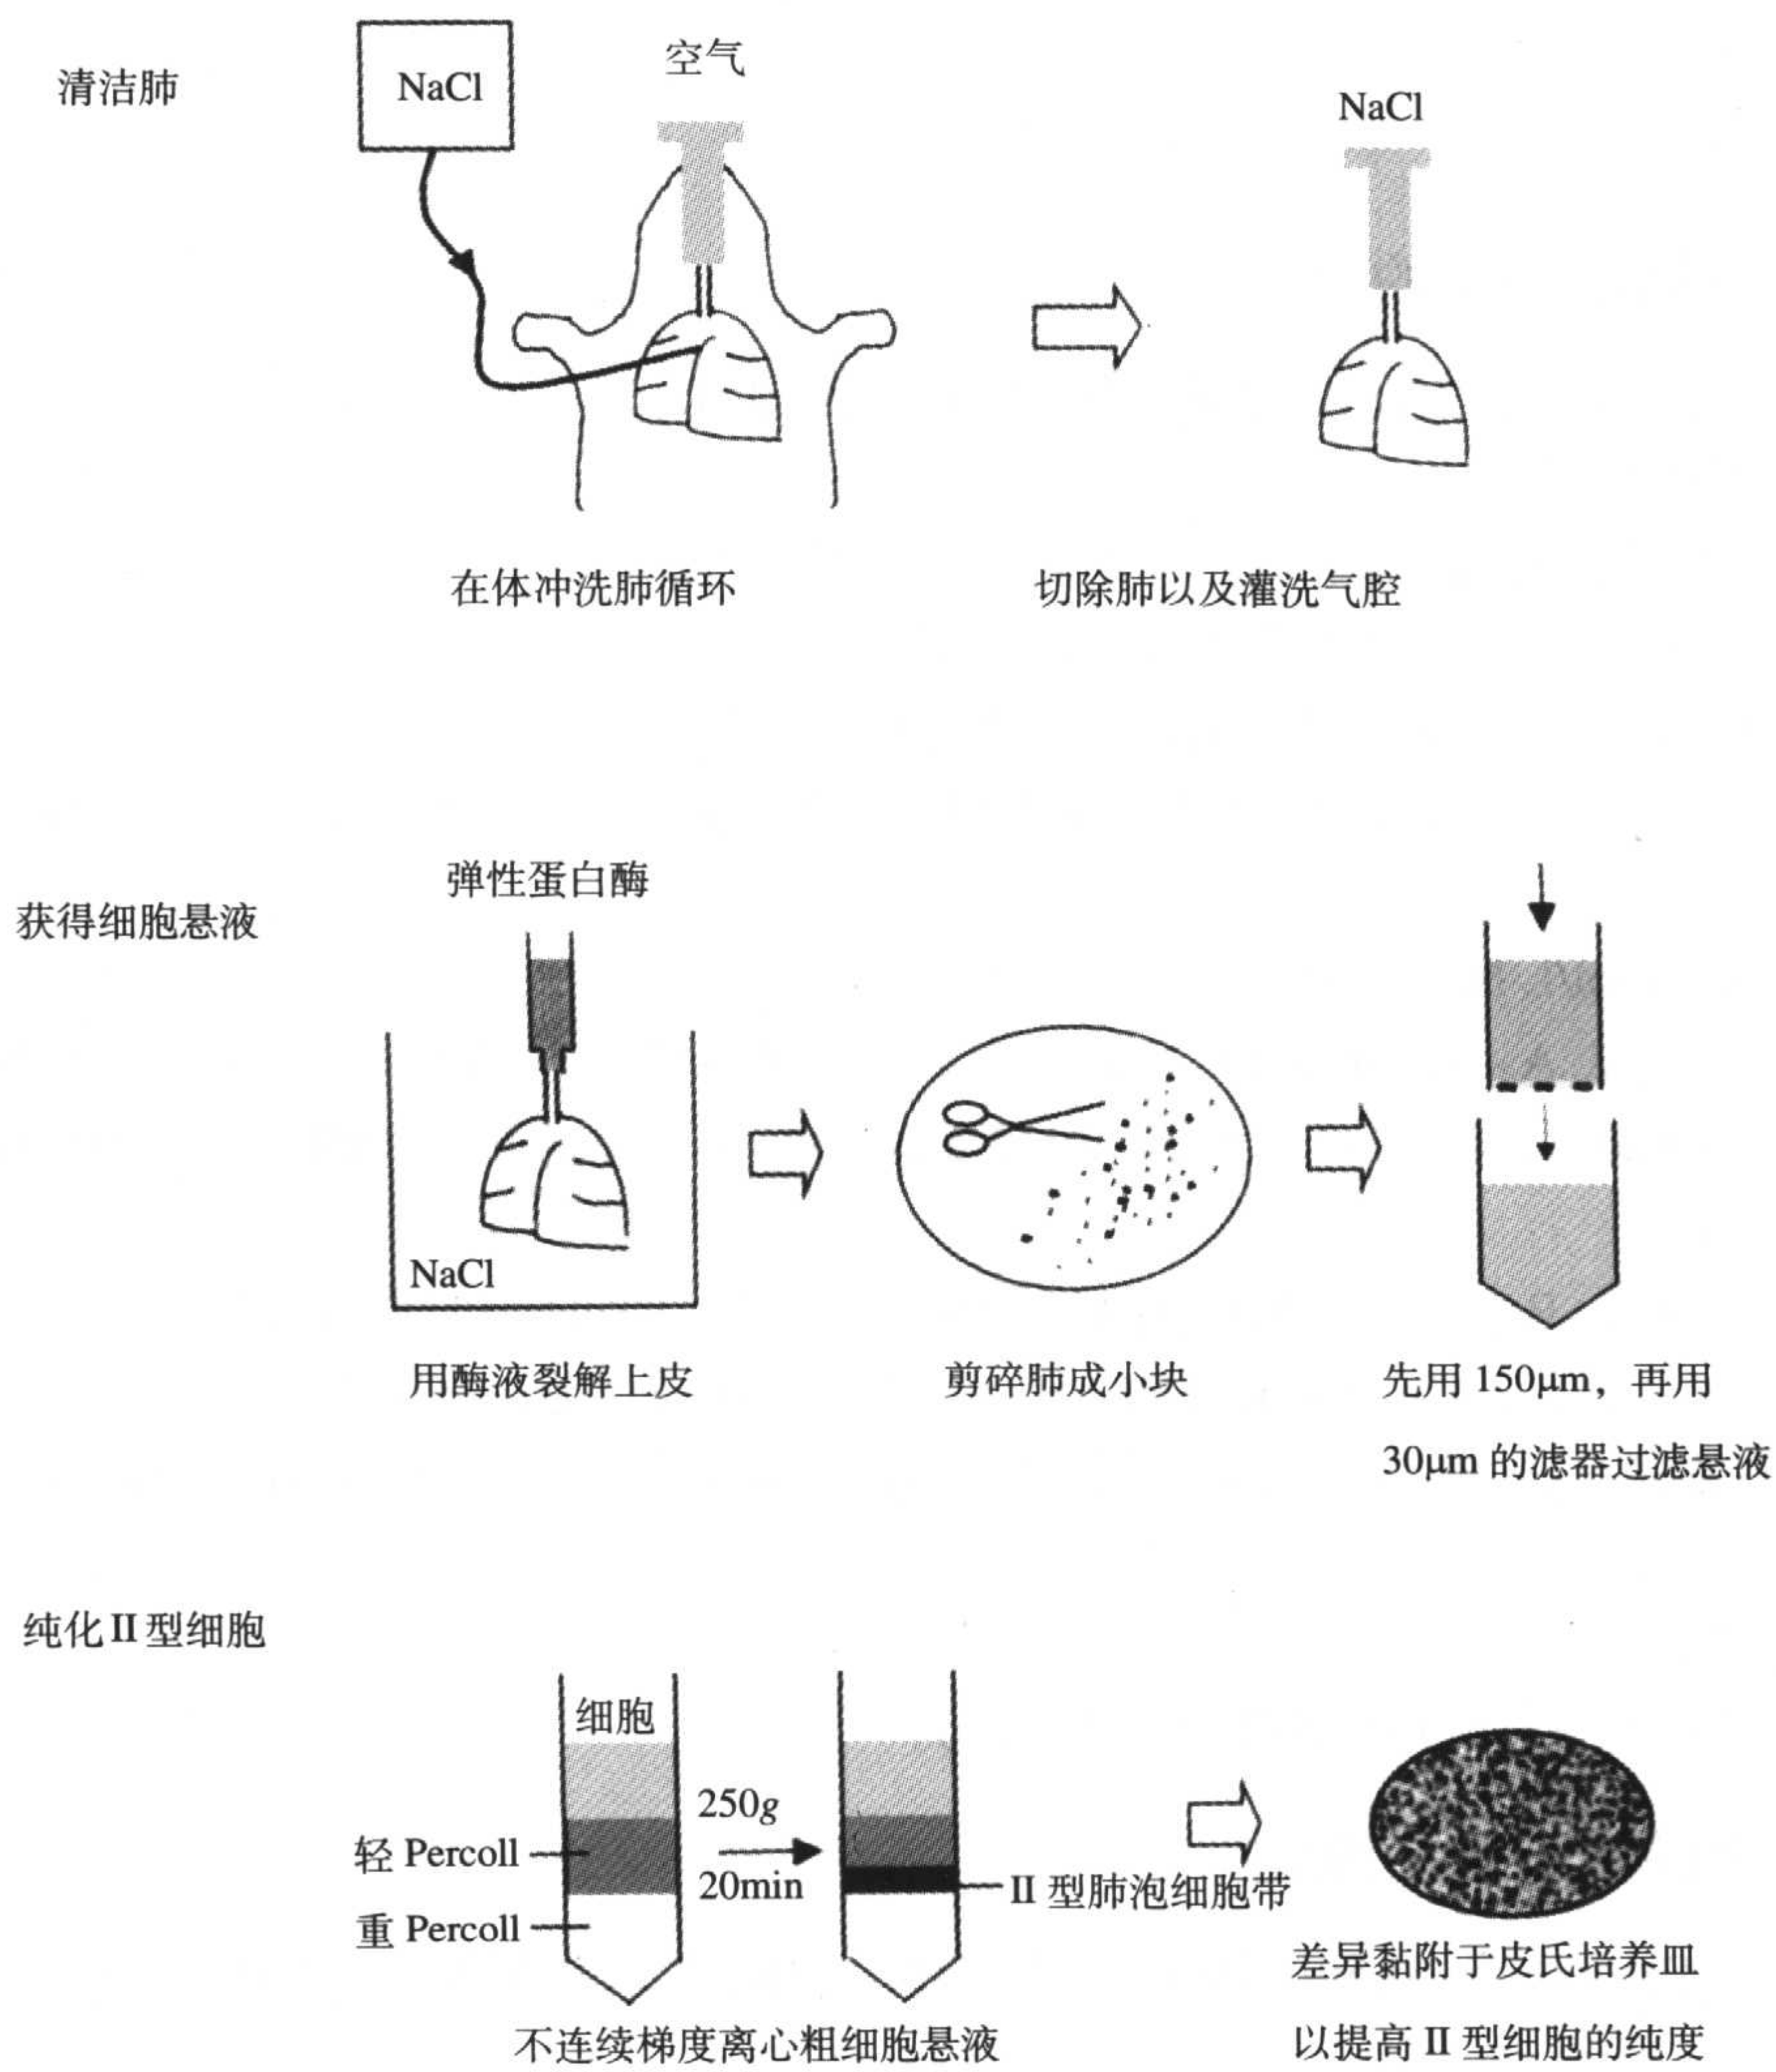 清洁肺
NaCl
空气
NaCl
在体冲洗肺循环
切除肺以及灌洗气腔
获得细胞悬液
弹性蛋白酶
NaCl
用酶液裂解上皮
剪碎肺成小块
先用 150μm，再用
30μm 的滤器过滤悬液
纯化Ⅱ型细胞
细胞
轻 Percoll
重 Percoll
250g
20min
Ⅱ 型肺泡细胞带
不连续梯度离心粗细胞悬液
差异黏附于皮氏培养皿
以提高 Ⅱ 型细胞的纯度